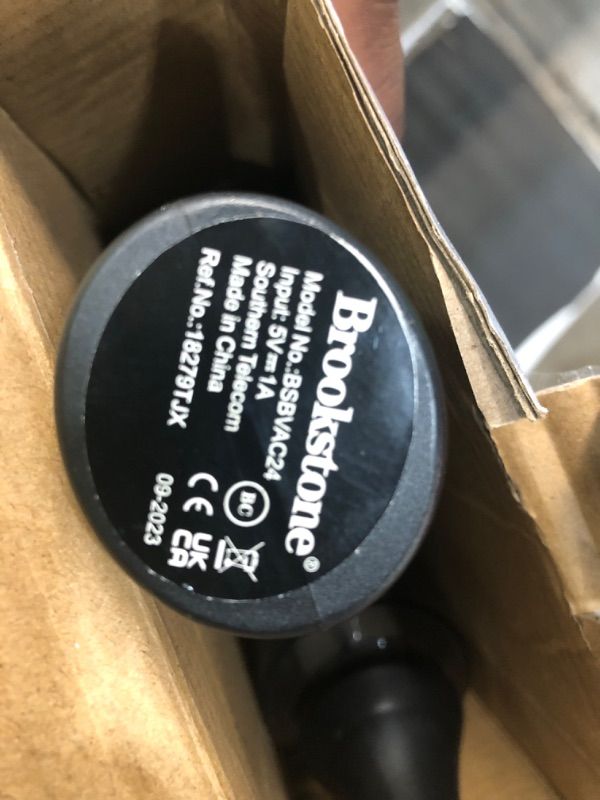 Brookstone®
Model No.:BSBVAC24
Input: 5V⎓1A
Southern Telecom
Made in China
Ref.No.:18279TJX
BC
CE
UK
CA
09-2023